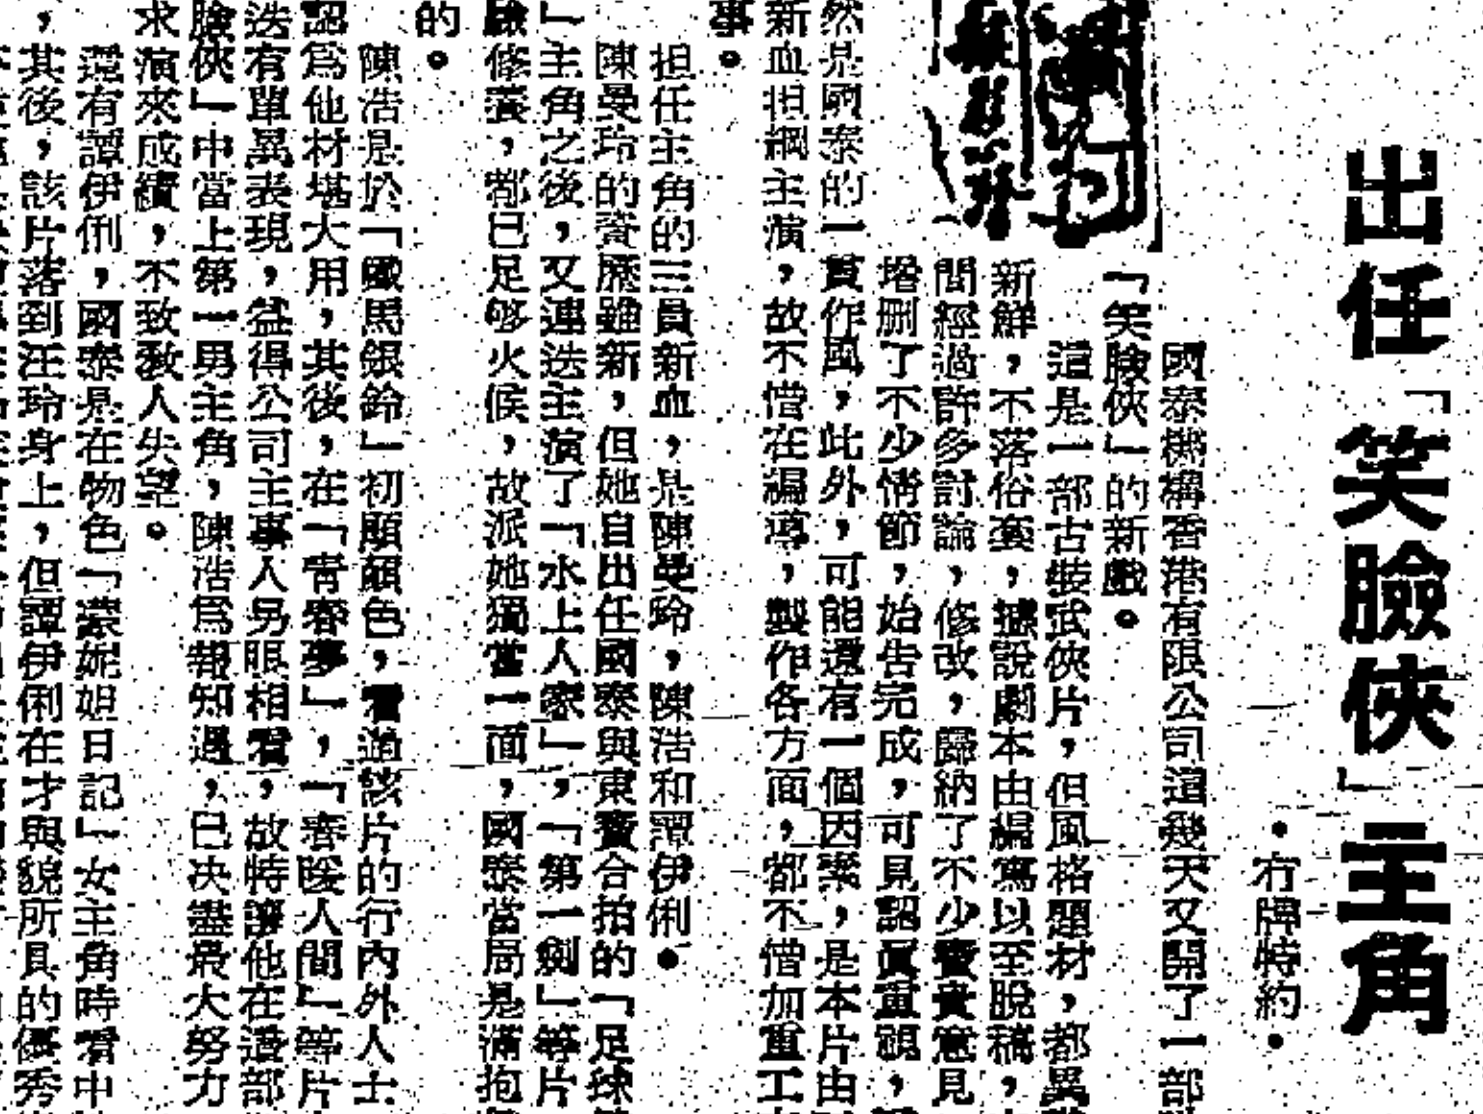 出任「笑臉俠」主角
•有牌特約•
國泰機構香港有限公司這幾天又開了一部
「笑臉俠」的新戲。
這是一部古裝武俠片,但風格題材,都異
新鮮,不落俗套,據說劇本由編寫以至脫稿,
間經過許多討論,修改,歸納了不少寶貴意見
增刪了不少情節,始告完成,可見認眞重視,
然是國泰的一貫作風,此外,可能還有一個因素,是本片由
新血担綱主演,故不惜在編導,製作各方面,都不惜加重工
事。
担任主角的三員新血,是陳曼玲,陳浩和譚伊俐•
陳曼玲的資歷雖新,但她自出任國泰與東寶合拍的「足球
」主角之後,又連迭主演了「水上人家」,「第一劍」等片
修養,都已足够火候,故派她獨當一面,國泰當局是滿抱
的。
陳浩是於「鐵馬銀鈴」初顯顏色,看過該片的行內外人士
認爲他材堪大用,其後,在「青春夢」,「春暖人間」等片
迭有單異表現,益得公司主事人另眼相看,故特讓他在這部
臉俠」中當上第一男主角,陳浩爲報知遇,已決盡最大努力
求演來成績,不致教人失望。
還有譚伊俐,國泰是在物色「蒙妮妲日記」女主角時看中
,其後,該片落到汪玲身上,但譚伊俐在才與貌所具的優秀